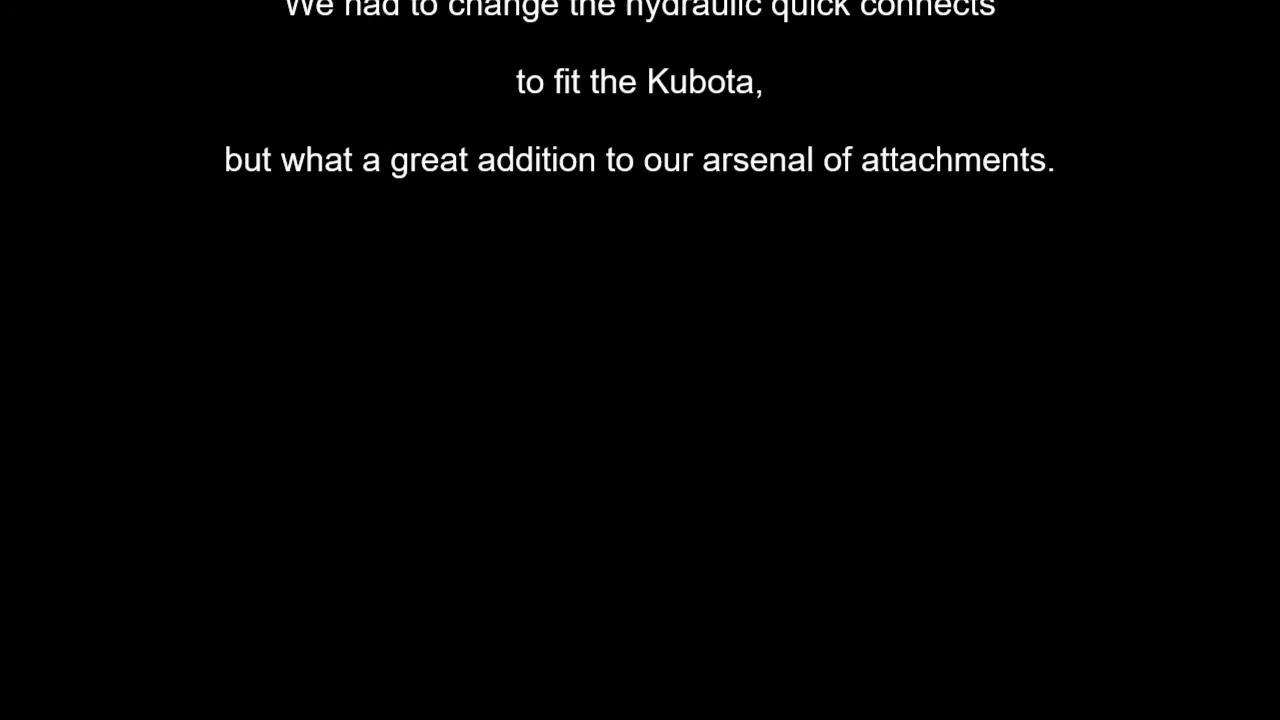 We had to change the hydraulic quick connects
to fit the Kubota,
but what a great addition to our arsenal of attachments.